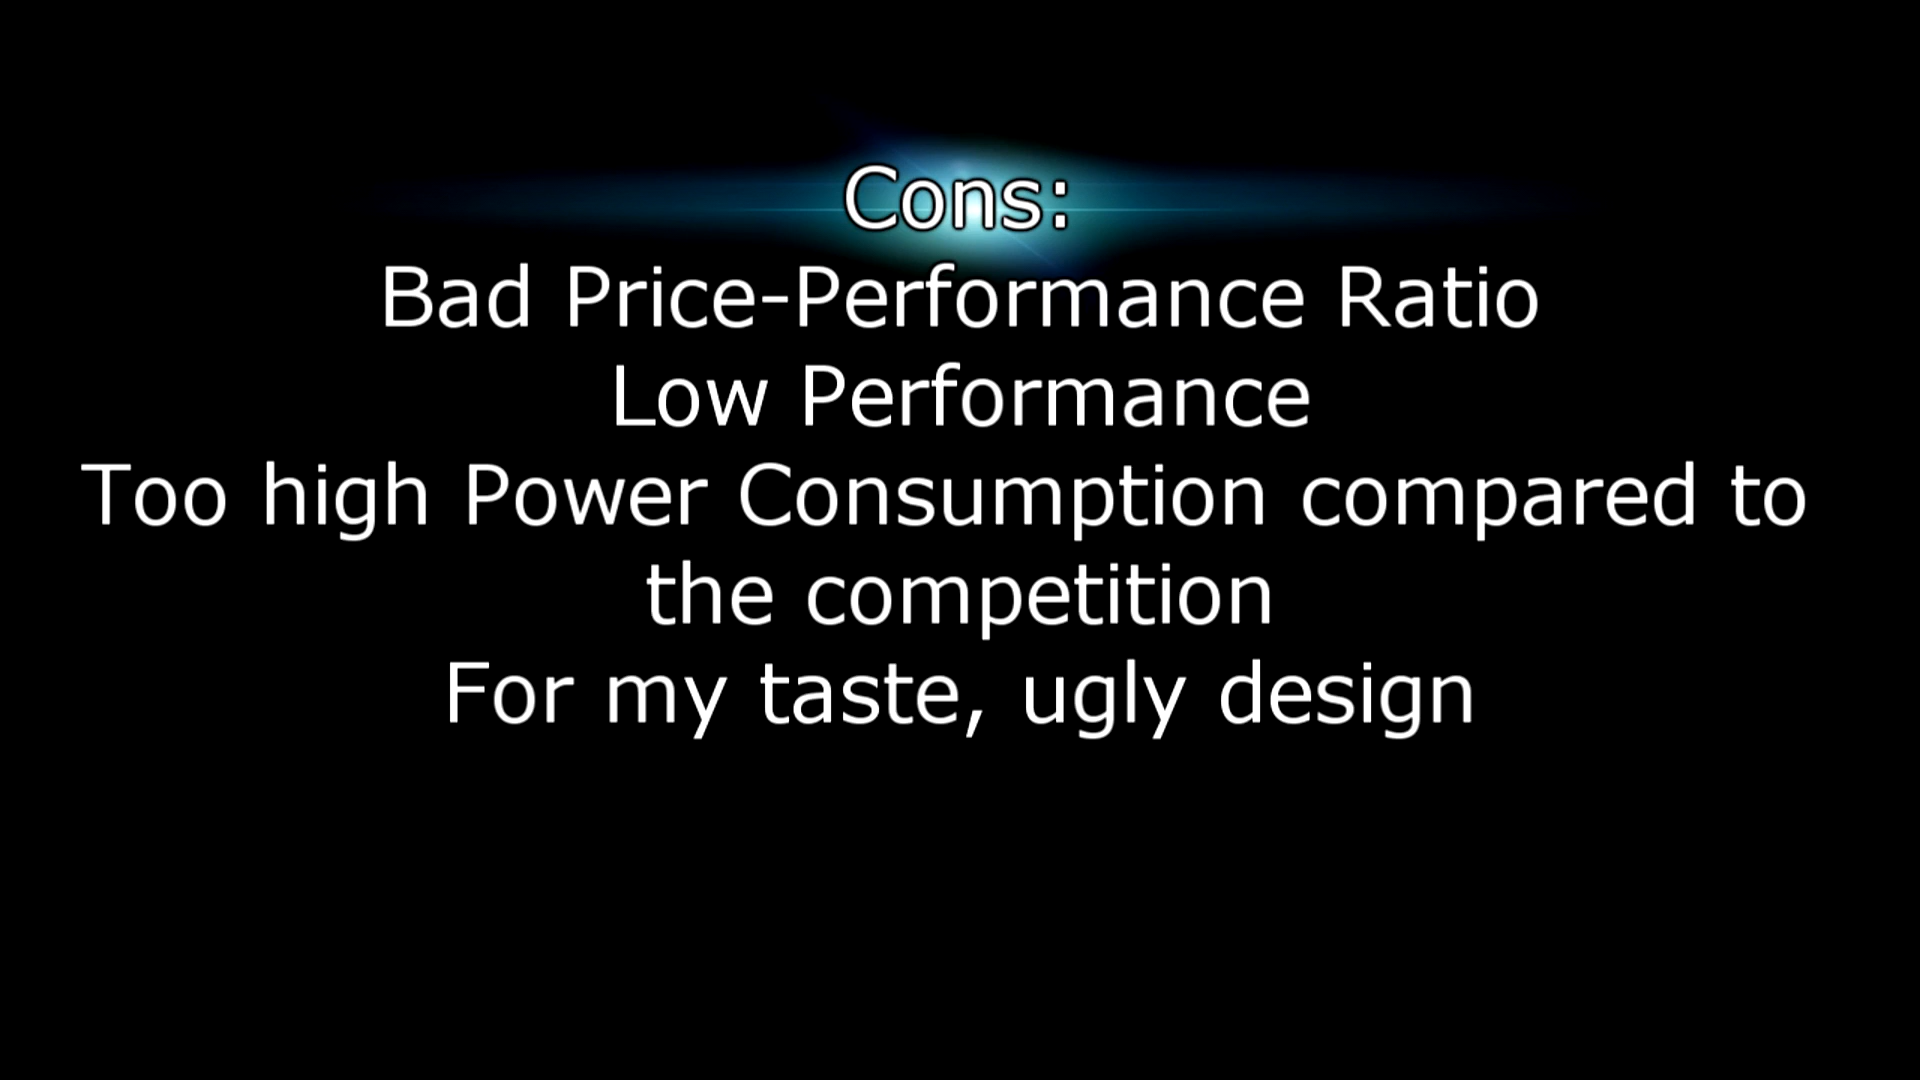 Cons:
Bad Price-Performance Ratio
Low Performance
Too high Power Consumption compared to
the competition
For my taste, ugly design